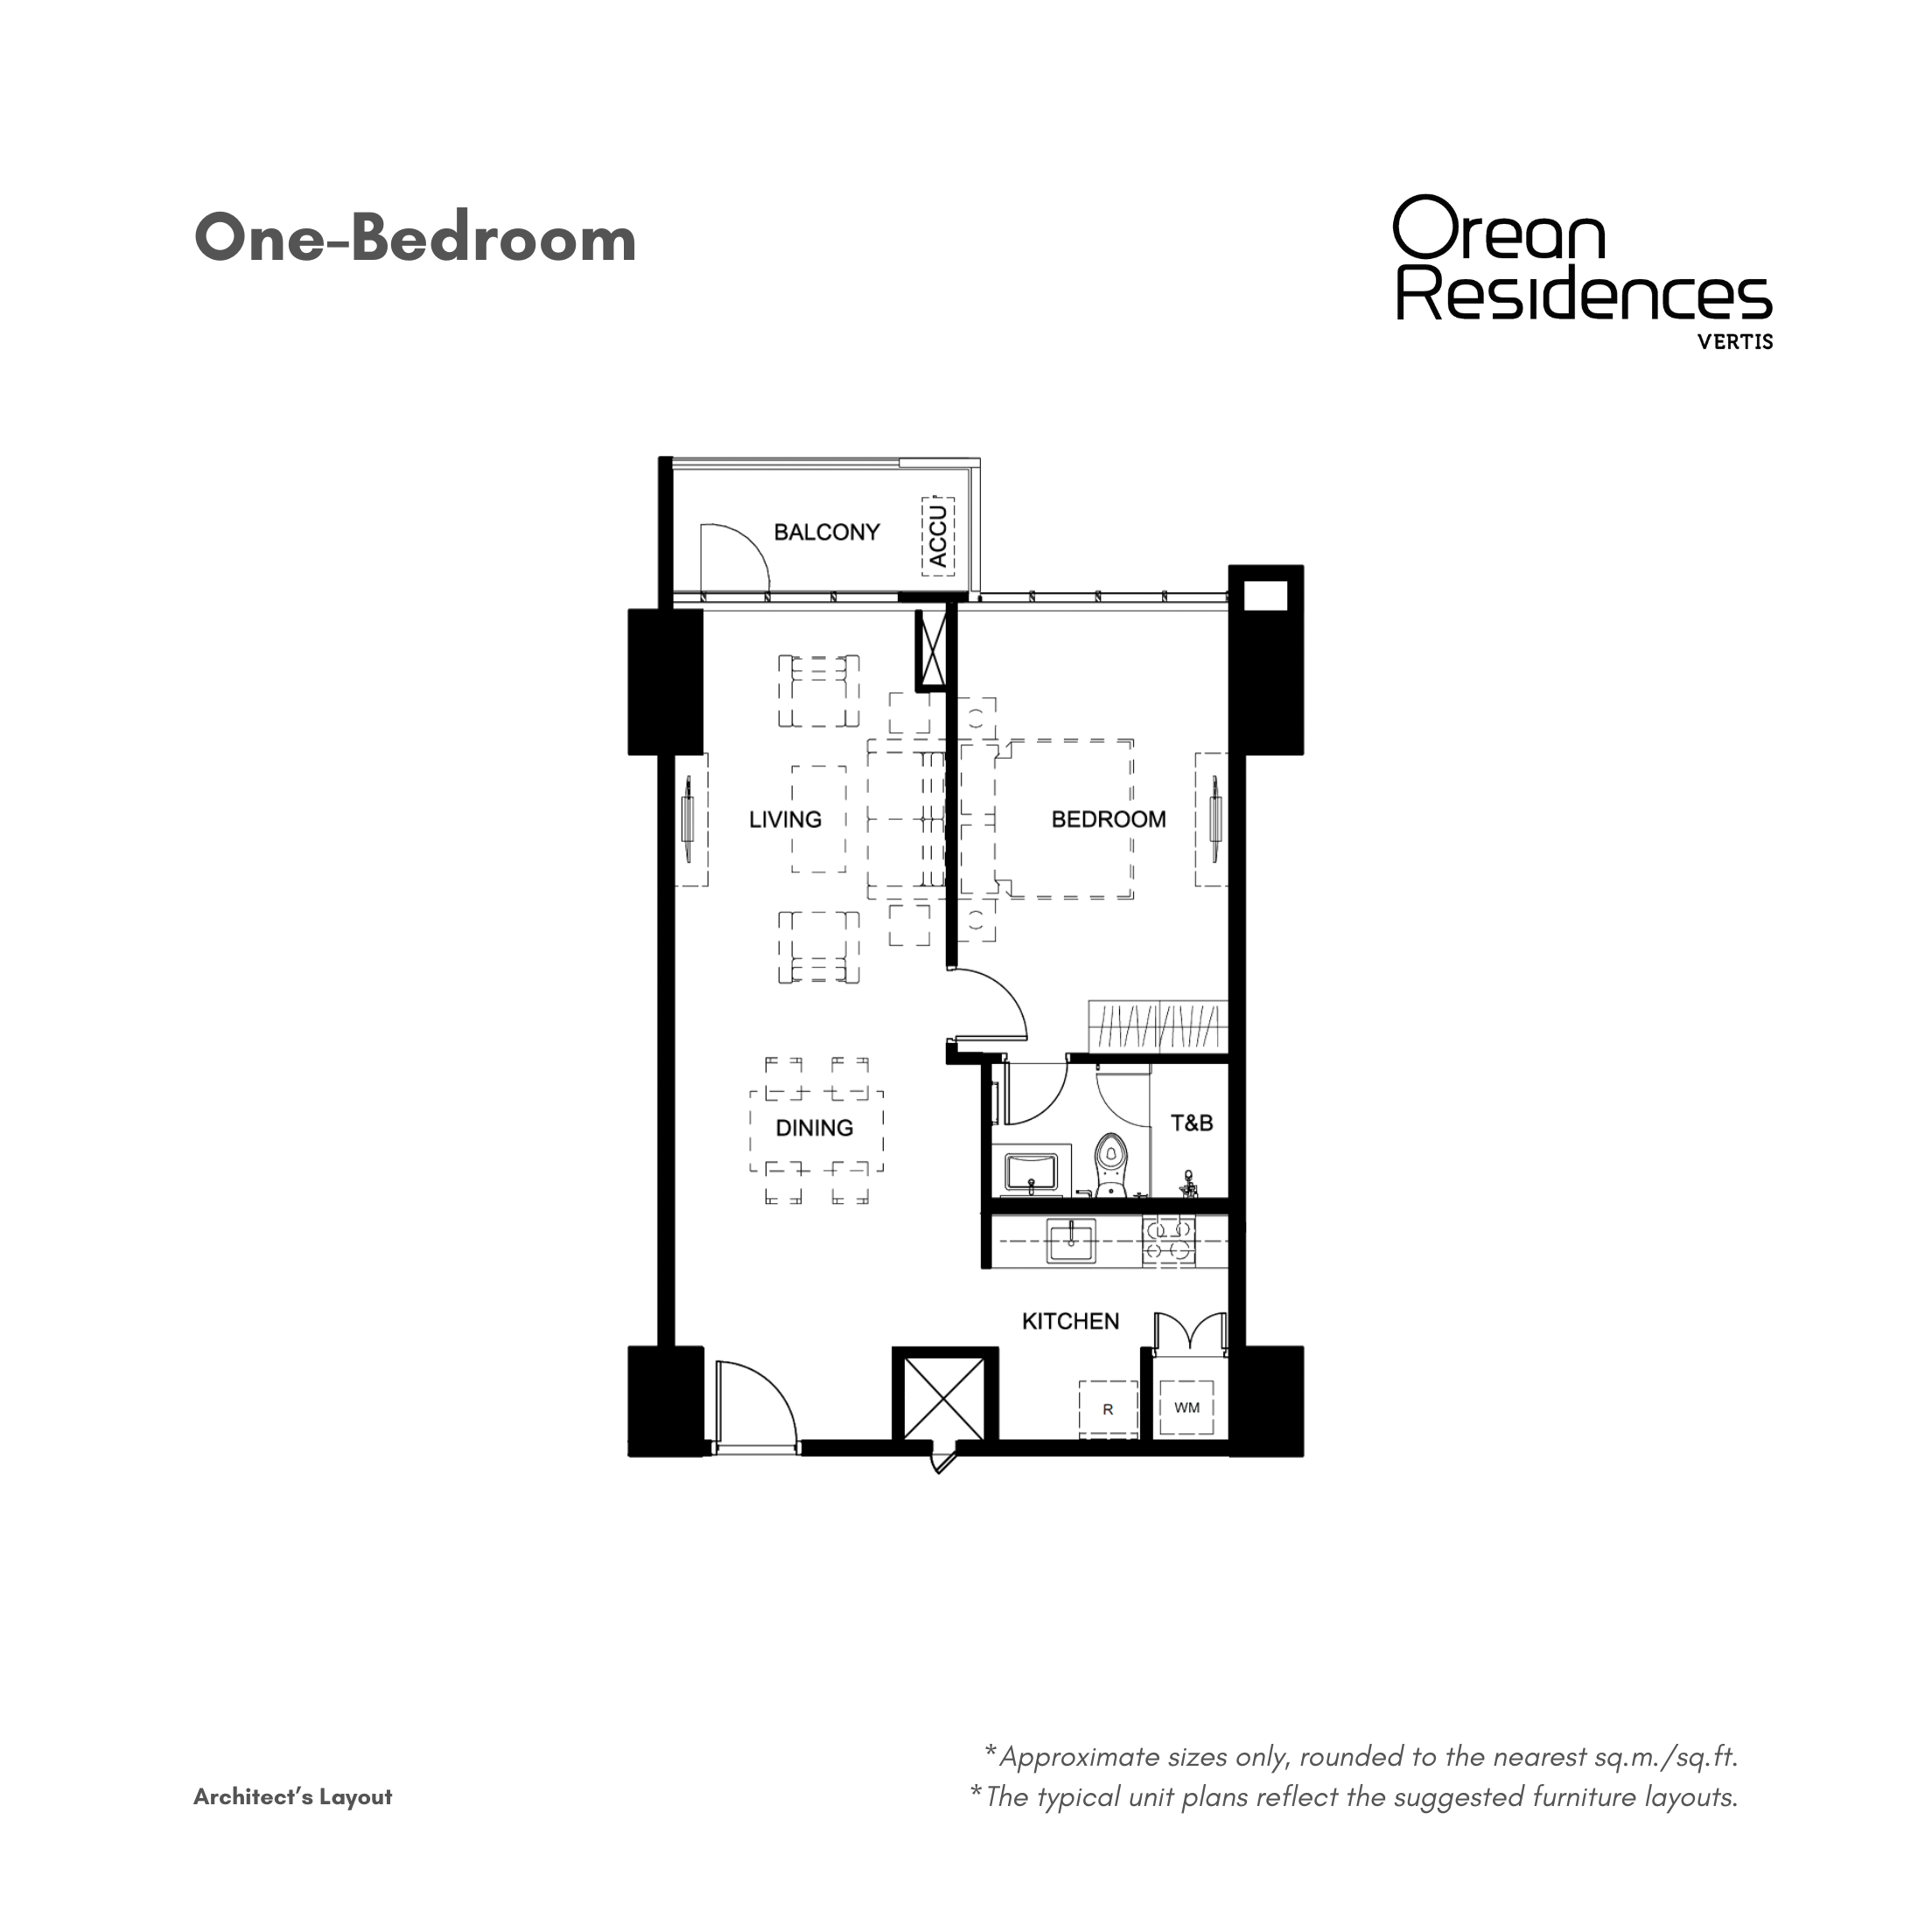 One-Bedroom
Orean
Residences
VERTIS
BALCONY
ACCU
LIVING
BEDROOM
DINING
T&B
KITCHEN
R
WM
*Approximate sizes only, rounded to the nearest sq.m./sq.ft.
*The typical unit plans reflect the suggested furniture layouts.
Architect’s Layout